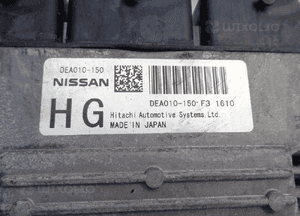 DEA010-150
NISSAN
DEA010-150-F3 1610
HG
Hitachi Automotive Systems, Ltd.
MADE IN JAPAN